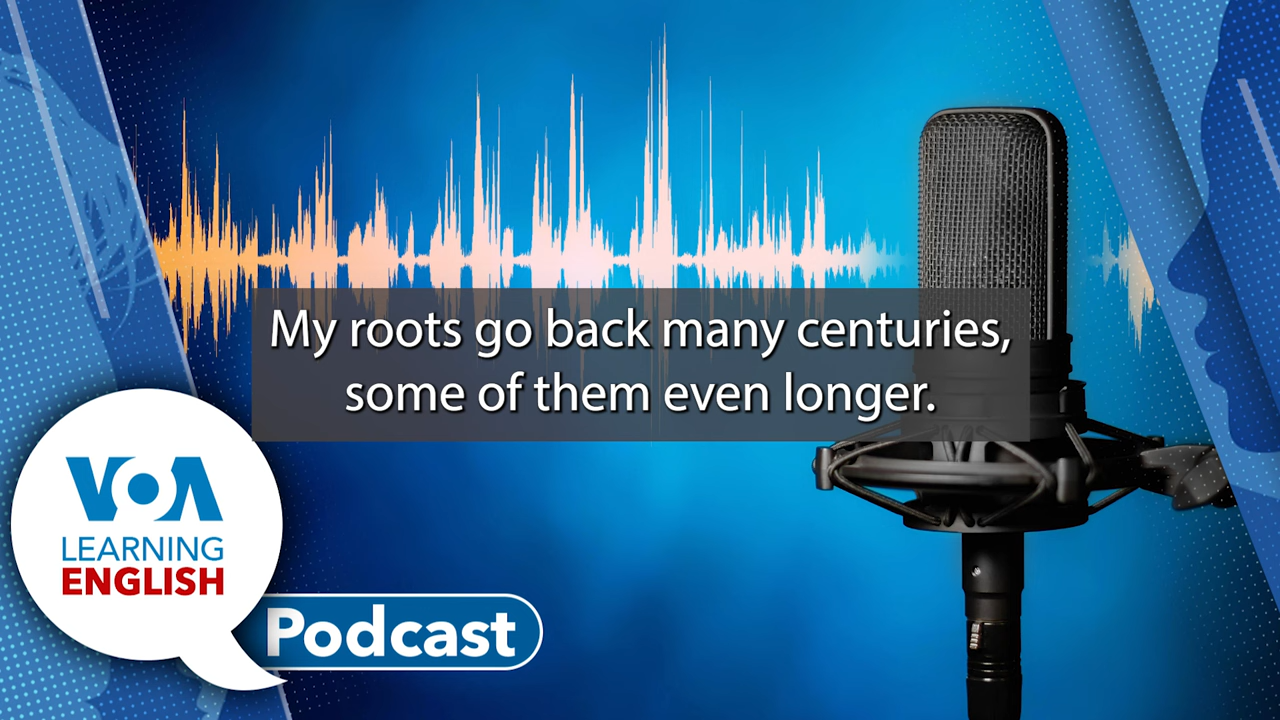 My roots go back many centuries,
some of them even longer.
VOA
LEARNING
ENGLISH
Podcast